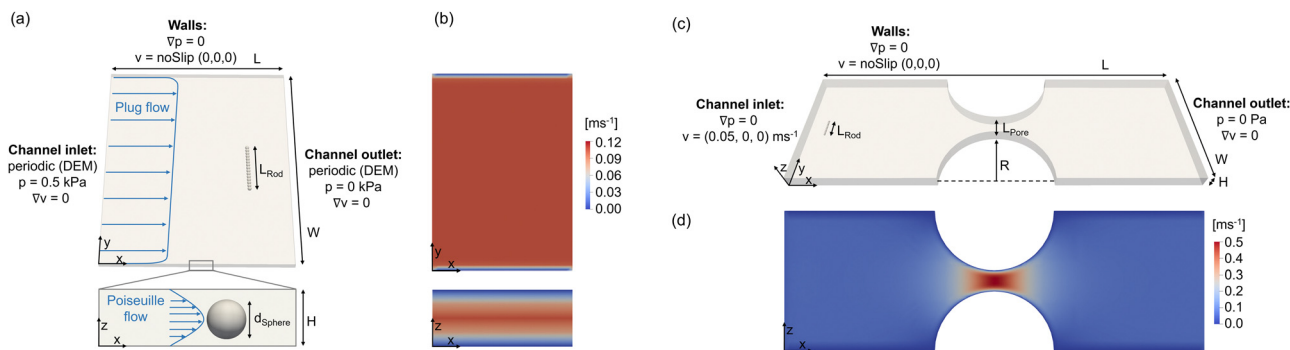 (a)
Walls:
∇p = 0
v = noSlip (0,0,0)
L
Plug flow
Channel inlet:
periodic (DEM)
p = 0.5 kPa
∇v = 0
L_Rod
Channel outlet:
periodic (DEM)
p = 0 kPa
∇v = 0
W
y
x
Poiseuille
flow
d_Sphere
H
z
x
(b)
[ms⁻¹]
0.12
0.09
0.06
0.03
0.00
y
x
z
x
(c)
Walls:
∇p = 0
v = noSlip (0,0,0)
L
Channel inlet:
∇p = 0
v = (0.05, 0, 0) ms⁻¹
L_Rod
L_Pore
R
Channel outlet:
p = 0 Pa
∇v = 0
W
H
z
y
x
(d)
[ms⁻¹]
0.5
0.4
0.3
0.2
0.1
0.0
z
x